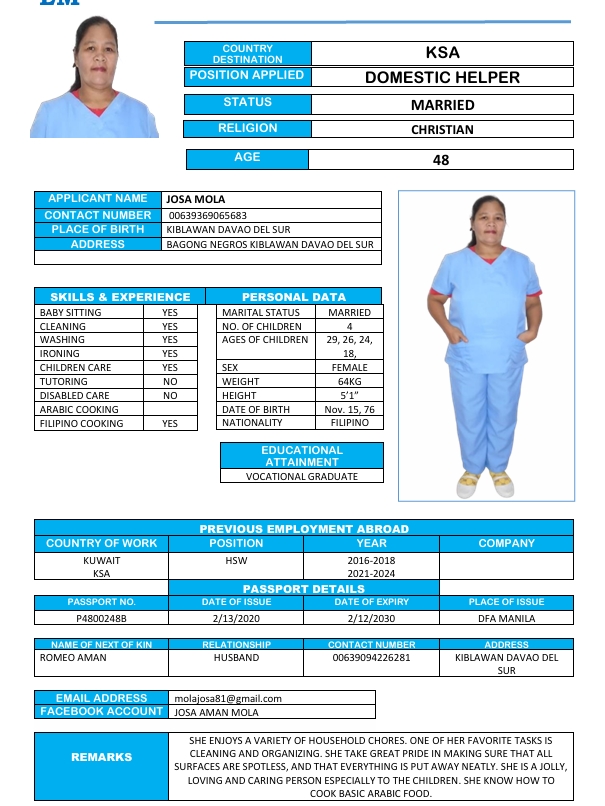 LM
COUNTRY DESTINATION KSA
POSITION APPLIED DOMESTIC HELPER
STATUS MARRIED
RELIGION CHRISTIAN
AGE 48
APPLICANT NAME JOSA MOLA
CONTACT NUMBER 00639369065683
PLACE OF BIRTH KIBLAWAN DAVAO DEL SUR
ADDRESS BAGONG NEGROS KIBLAWAN DAVAO DEL SUR
SKILLS & EXPERIENCE PERSONAL DATA
BABY SITTING YES MARITAL STATUS MARRIED
CLEANING YES NO. OF CHILDREN 4
WASHING YES AGES OF CHILDREN 29, 26, 24,
IRONING YES 18,
CHILDREN CARE YES SEX FEMALE
TUTORING NO WEIGHT 64KG
DISABLED CARE NO HEIGHT 5’1”
ARABIC COOKING DATE OF BIRTH Nov. 15, 76
FILIPINO COOKING YES NATIONALITY FILIPINO
EDUCATIONAL
ATTAINMENT
VOCATIONAL GRADUATE
PREVIOUS EMPLOYMENT ABROAD
COUNTRY OF WORK POSITION YEAR COMPANY
KUWAIT HSW 2016-2018
KSA 2021-2024
PASSPORT DETAILS
PASSPORT NO. DATE OF ISSUE DATE OF EXPIRY PLACE OF ISSUE
P4800248B 2/13/2020 2/12/2030 DFA MANILA
NAME OF NEXT OF KIN RELATIONSHIP CONTACT NUMBER ADDRESS
ROMEO AMAN HUSBAND 00639094226281 KIBLAWAN DAVAO DEL
SUR
EMAIL ADDRESS molajosa81@gmail.com
FACEBOOK ACCOUNT JOSA AMAN MOLA
REMARKS
SHE ENJOYS A VARIETY OF HOUSEHOLD CHORES. ONE OF HER FAVORITE TASKS IS
CLEANING AND ORGANIZING. SHE TAKE GREAT PRIDE IN MAKING SURE THAT ALL
SURFACES ARE SPOTLESS, AND THAT EVERYTHING IS PUT AWAY NEATLY. SHE IS A JOLLY,
LOVING AND CARING PERSON ESPECIALLY TO THE CHILDREN. SHE KNOW HOW TO
COOK BASIC ARABIC FOOD.